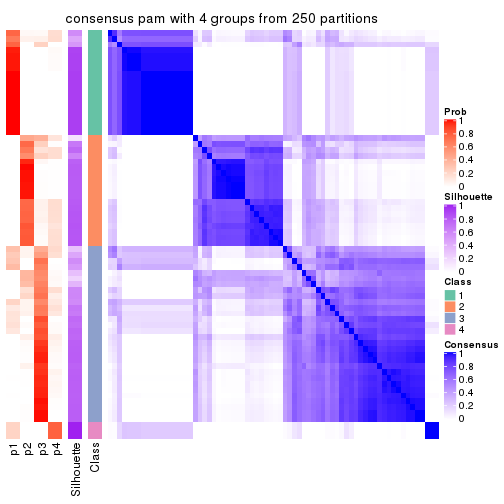 consensus pam with 4 groups from 250 partitions
Prob
1
0.8
0.6
0.4
0.2
0
Silhouette
1
0.8
0.6
0.4
0.2
0
Class
1
2
3
4
Consensus
1
0.8
0.6
0.4
0.2
0
p1
p2
p3
p4
Silhouette
Class